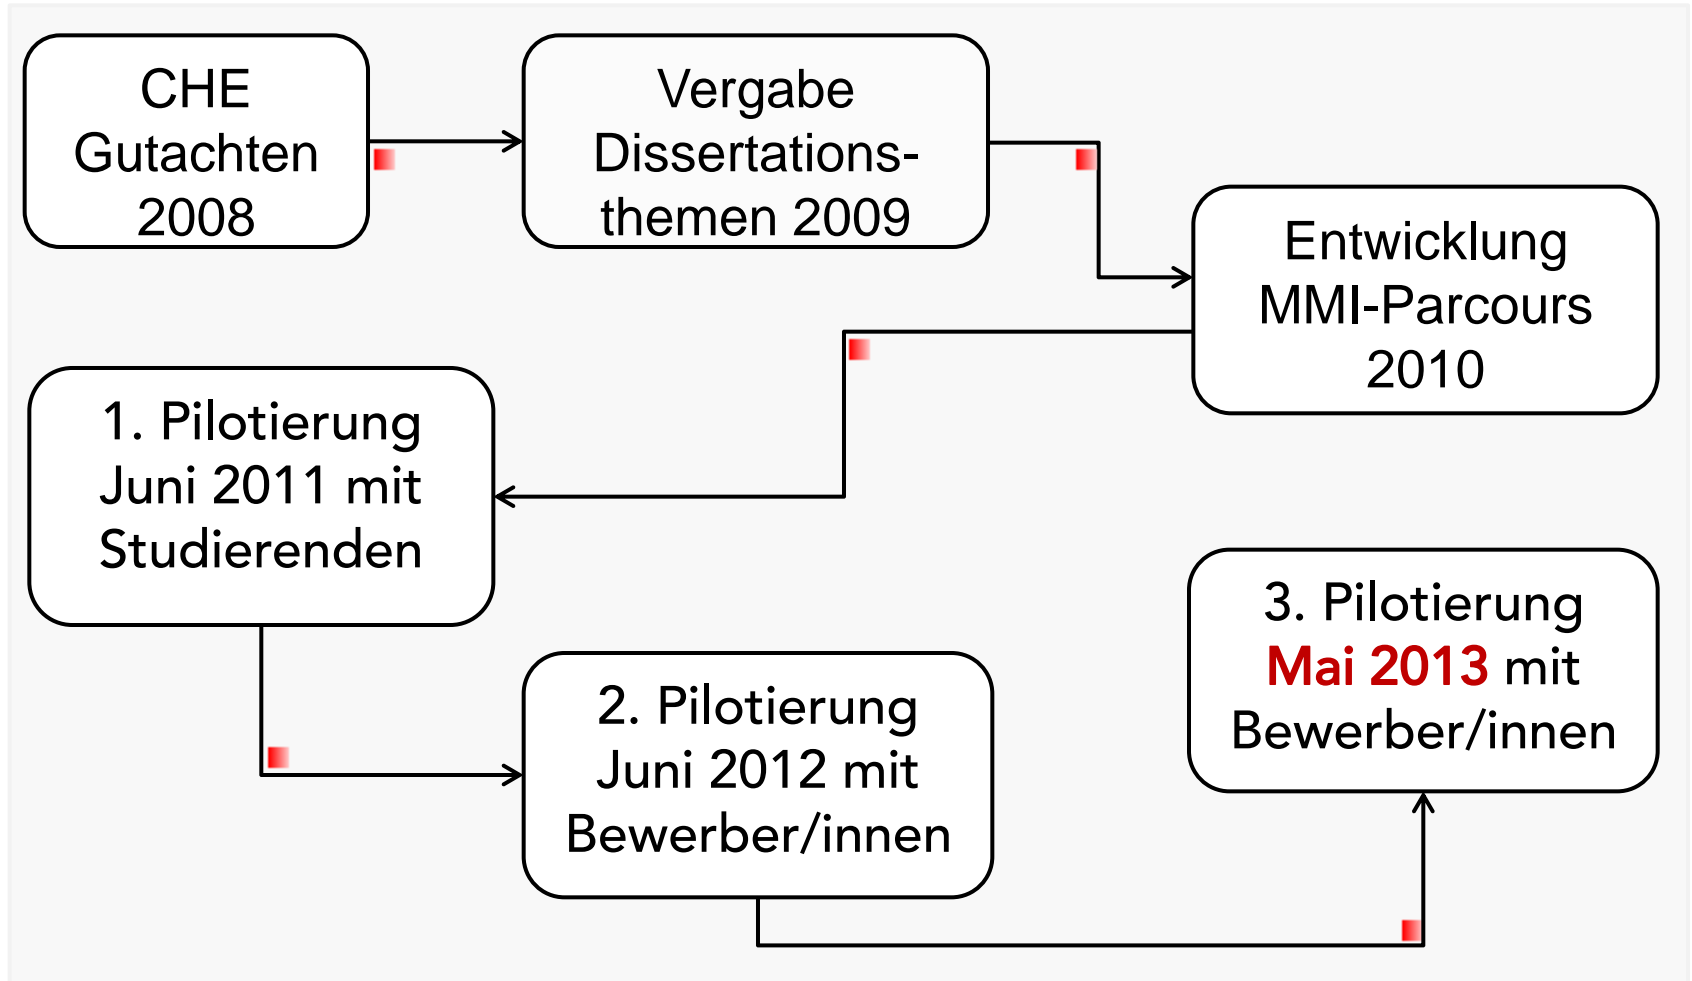 CHE
Gutachten
2008
Vergabe
Dissertations-
themen 2009
Entwicklung
MMI-Parcours
2010
1. Pilotierung
Juni 2011 mit
Studierenden
2. Pilotierung
Juni 2012 mit
Bewerber/innen
3. Pilotierung
Mai 2013 mit
Bewerber/innen